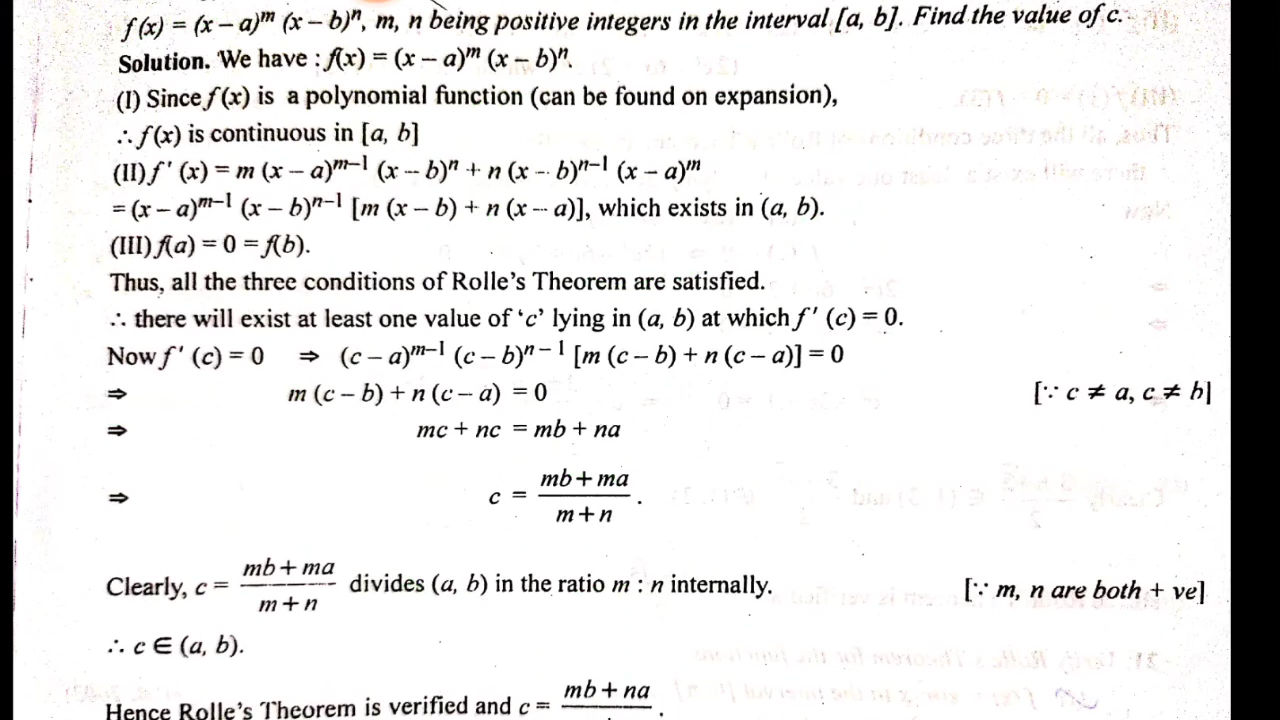 f (x) = (x – a)ᵐ (x – b)ⁿ, m, n being positive integers in the interval [a, b]. Find the value of c.
Solution. We have : f(x) = (x – a)ᵐ (x – b)ⁿ.
(I) Since f (x) is a polynomial function (can be found on expansion),
∴ f (x) is continuous in [a, b]
(II) f ' (x) = m (x – a)ᵐ⁻¹ (x – b)ⁿ + n (x – b)ⁿ⁻¹ (x – a)ᵐ
= (x – a)ᵐ⁻¹ (x – b)ⁿ⁻¹ [m (x – b) + n (x – a)], which exists in (a, b).
(III) f(a) = 0 = f(b).
Thus, all the three conditions of Rolle's Theorem are satisfied.
∴ there will exist at least one value of 'c' lying in (a, b) at which f ' (c) = 0.
Now f ' (c) = 0 ⇒ (c – a)ᵐ⁻¹ (c – b)ⁿ⁻¹ [m (c – b) + n (c – a)] = 0
⇒ m (c – b) + n (c – a) = 0 [∵ c ≠ a, c ≠ b]
⇒ mc + nc = mb + na
⇒ c = (mb + ma)/(m + n).
Clearly, c = (mb + ma)/(m + n) divides (a, b) in the ratio m : n internally. [∵ m, n are both + ve]
∴ c ∈ (a, b).
Hence Rolle's Theorem is verified and c = mb + na